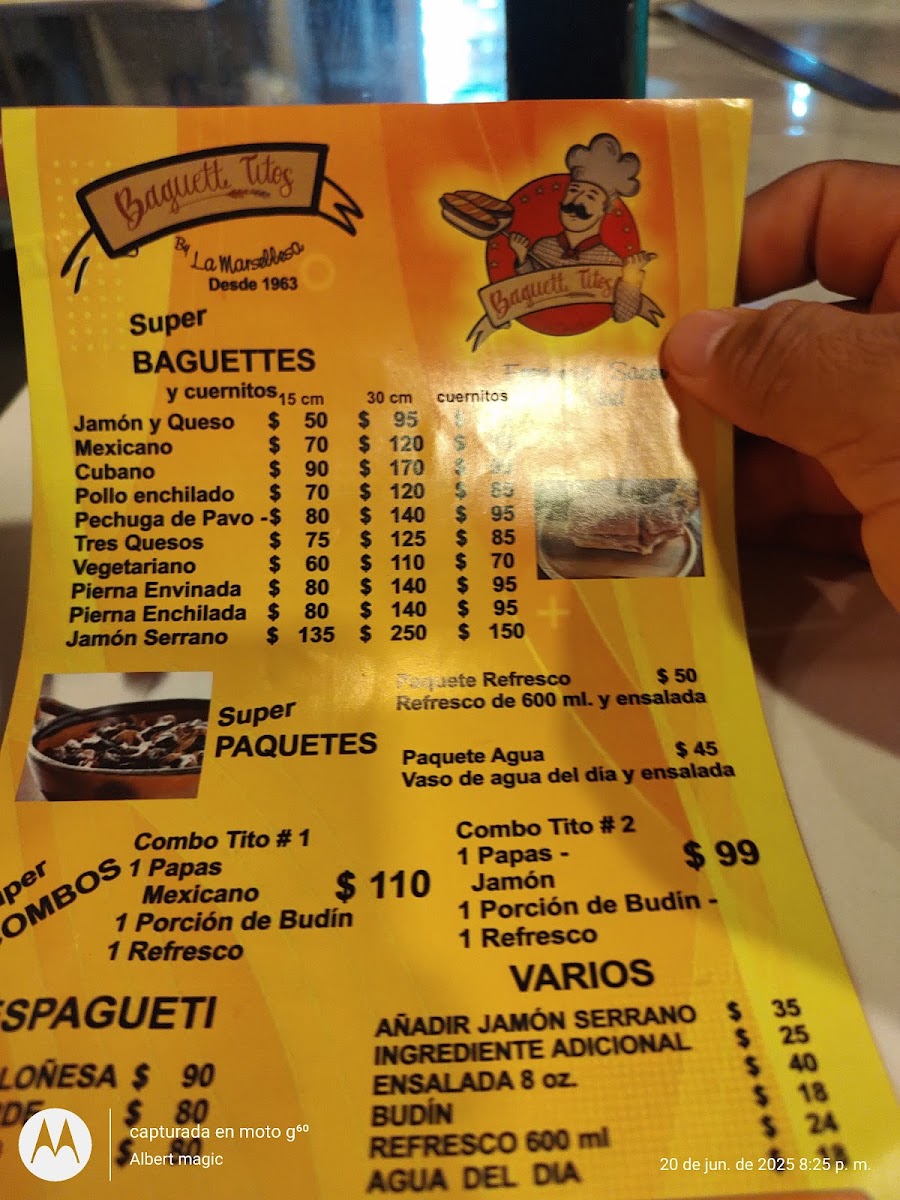 Baguett Titos
By La Marsellesa
Desde 1963
Baguett Titos
Super
BAGUETTES
y cuernitos 15 cm 30 cm cuernitos
Jamón y Queso $ 50 $ 95 $
Mexicano $ 70 $ 120 $
Cubano $ 90 $ 170 $
Pollo enchilado $ 70 $ 120 $ 85
Pechuga de Pavo -$ 80 $ 140 $ 95
Tres Quesos $ 75 $ 125 $ 85
Vegetariano $ 60 $ 110 $ 70
Pierna Envinada $ 80 $ 140 $ 95
Pierna Enchilada $ 80 $ 140 $ 95
Jamón Serrano $ 135 $ 250 $ 150
Super
PAQUETES
Paquete Refresco $ 50
Refresco de 600 ml. y ensalada
Paquete Agua $ 45
Vaso de agua del día y ensalada
Combo Tito # 1
1 Papas
Mexicano $ 110
1 Porción de Budín
1 Refresco
Combo Tito # 2
1 Papas - $ 99
Jamón
1 Porción de Budín -
1 Refresco
VARIOS
AÑADIR JAMÓN SERRANO $ 35
INGREDIENTE ADICIONAL $ 25
ENSALADA 8 oz. $ 40
BUDÍN $ 18
REFRESCO 600 ml $ 24
AGUA DEL DIA
$ 90
$ 80
capturada en moto g⁶⁰
Albert magic
20 de jun. de 2025 8:25 p. m.